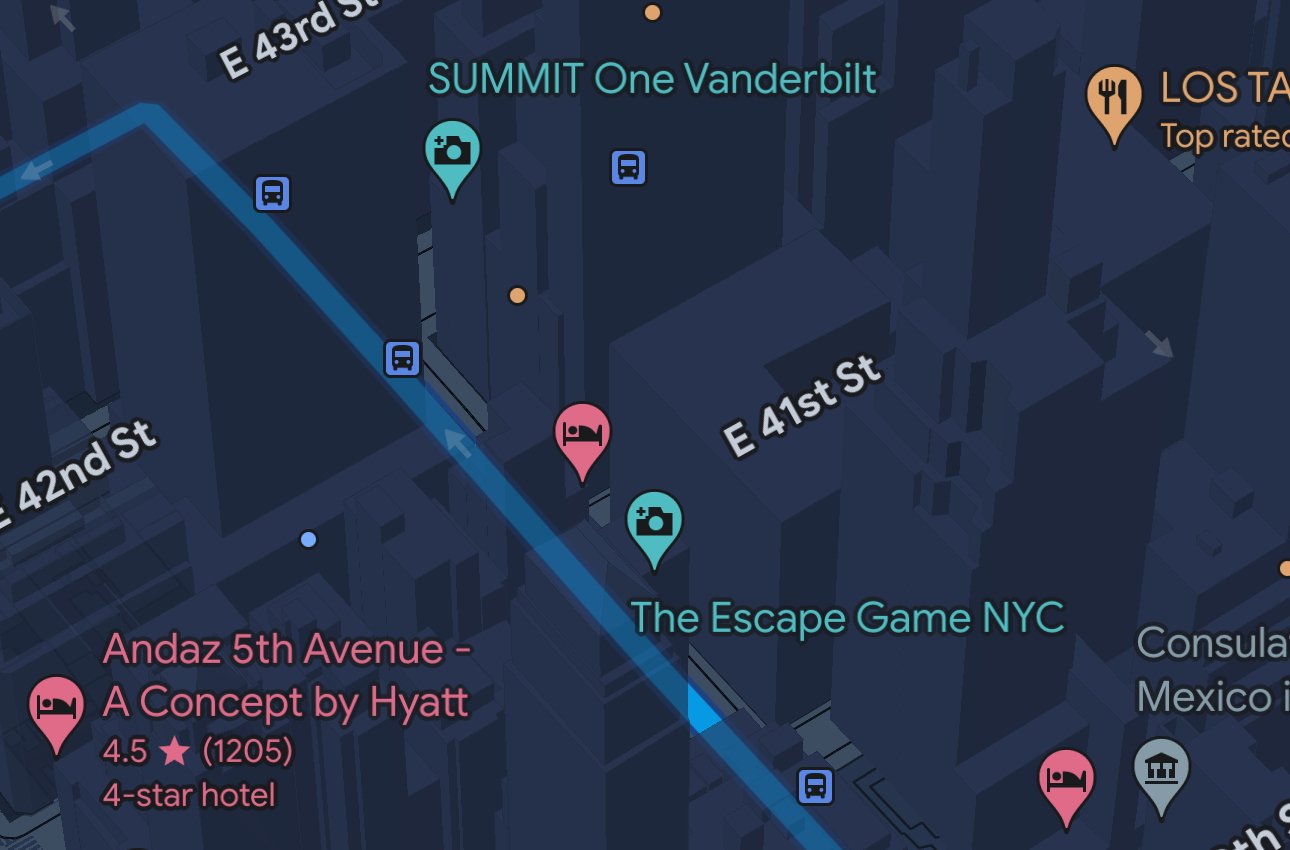 E 43rd St
SUMMIT One Vanderbilt
LOS TA
Top rated
E 41st St
E 42nd St
The Escape Game NYC
Consula
Mexico i
Andaz 5th Avenue -
A Concept by Hyatt
4.5 ★ (1205)
4-star hotel